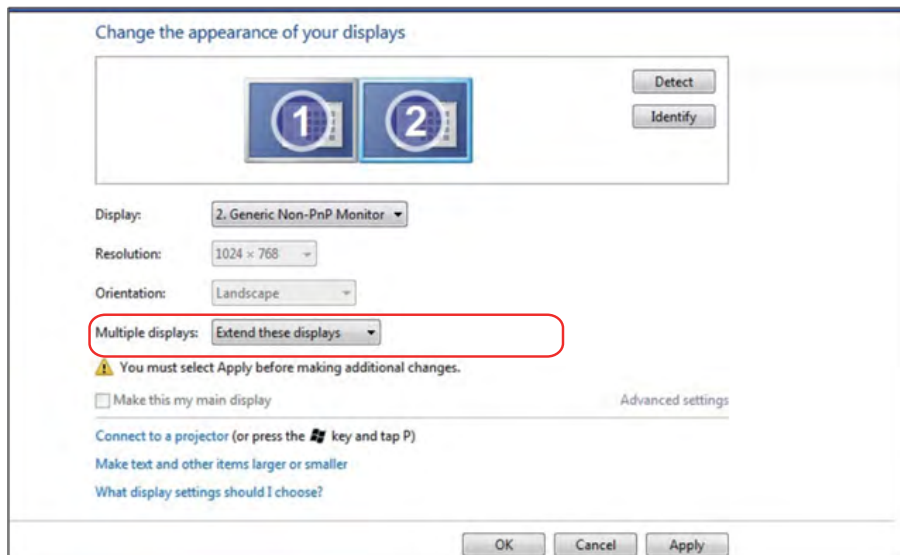 Change the appearance of your displays
1 2
Detect
Identify
Display: 2. Generic Non-PnP Monitor
Resolution: 1024 × 768
Orientation: Landscape
Multiple displays: Extend these displays
You must select Apply before making additional changes.
Make this my main display Advanced settings
Connect to a projector (or press the key and tap P)
Make text and other items larger or smaller
What display settings should I choose?
OK Cancel Apply